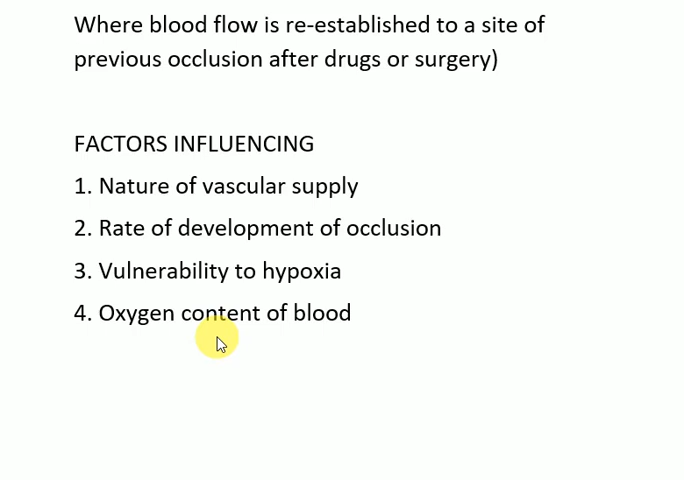 Where blood flow is re-established to a site of
previous occlusion after drugs or surgery)
FACTORS INFLUENCING
1. Nature of vascular supply
2. Rate of development of occlusion
3. Vulnerability to hypoxia
4. Oxygen content of blood